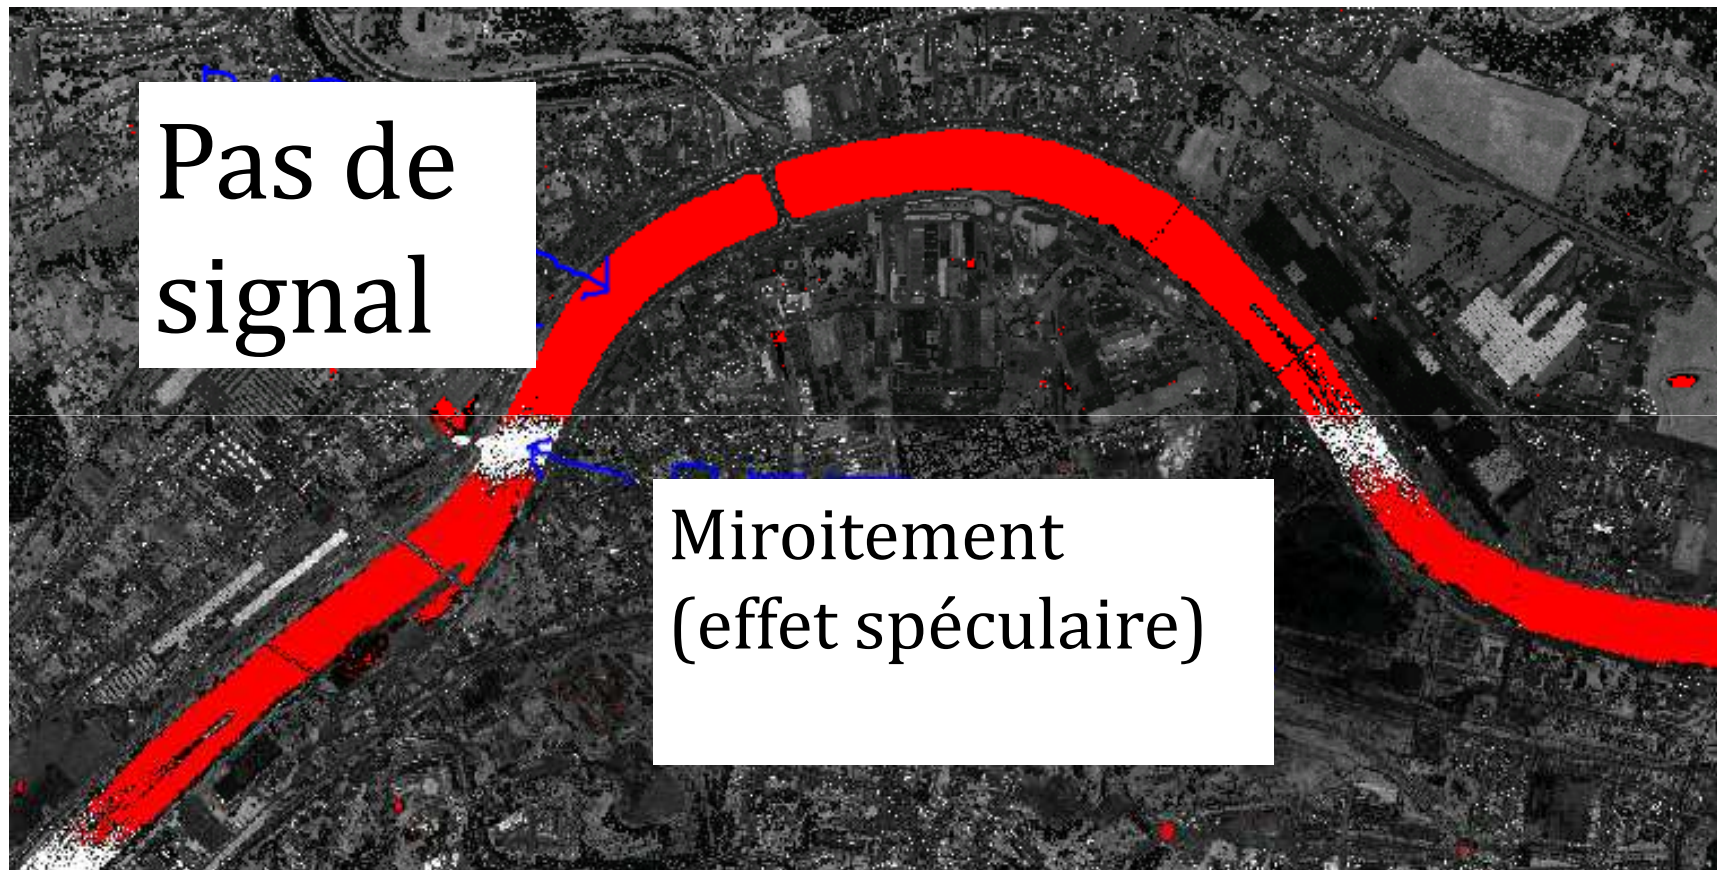 Pas de
signal
Miroitement
(effet spéculaire)